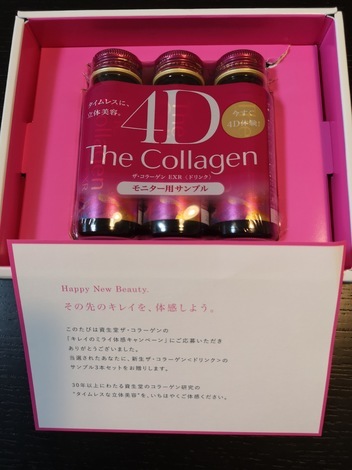 タイムレスに、
立体美容。
4D
今すぐ
4D体験!
The Collagen
ザ・コラーゲン EXR〈ドリンク〉
モニター用サンプル
Happy New Beauty.
その先のキレイを、体感しよう。
このたびは資生堂ザ・コラーゲンの
「キレイのミライ体感キャンペーン」にご応募いただき
ありがとうございました。
当選されたあなたに、新生ザ・コラーゲン<ドリンク>の
サンプル3本セットをお贈りします。
30年以上にわたる資生堂のコラーゲン研究の
"タイムレスな立体美容"を、いちはやくご体感ください。